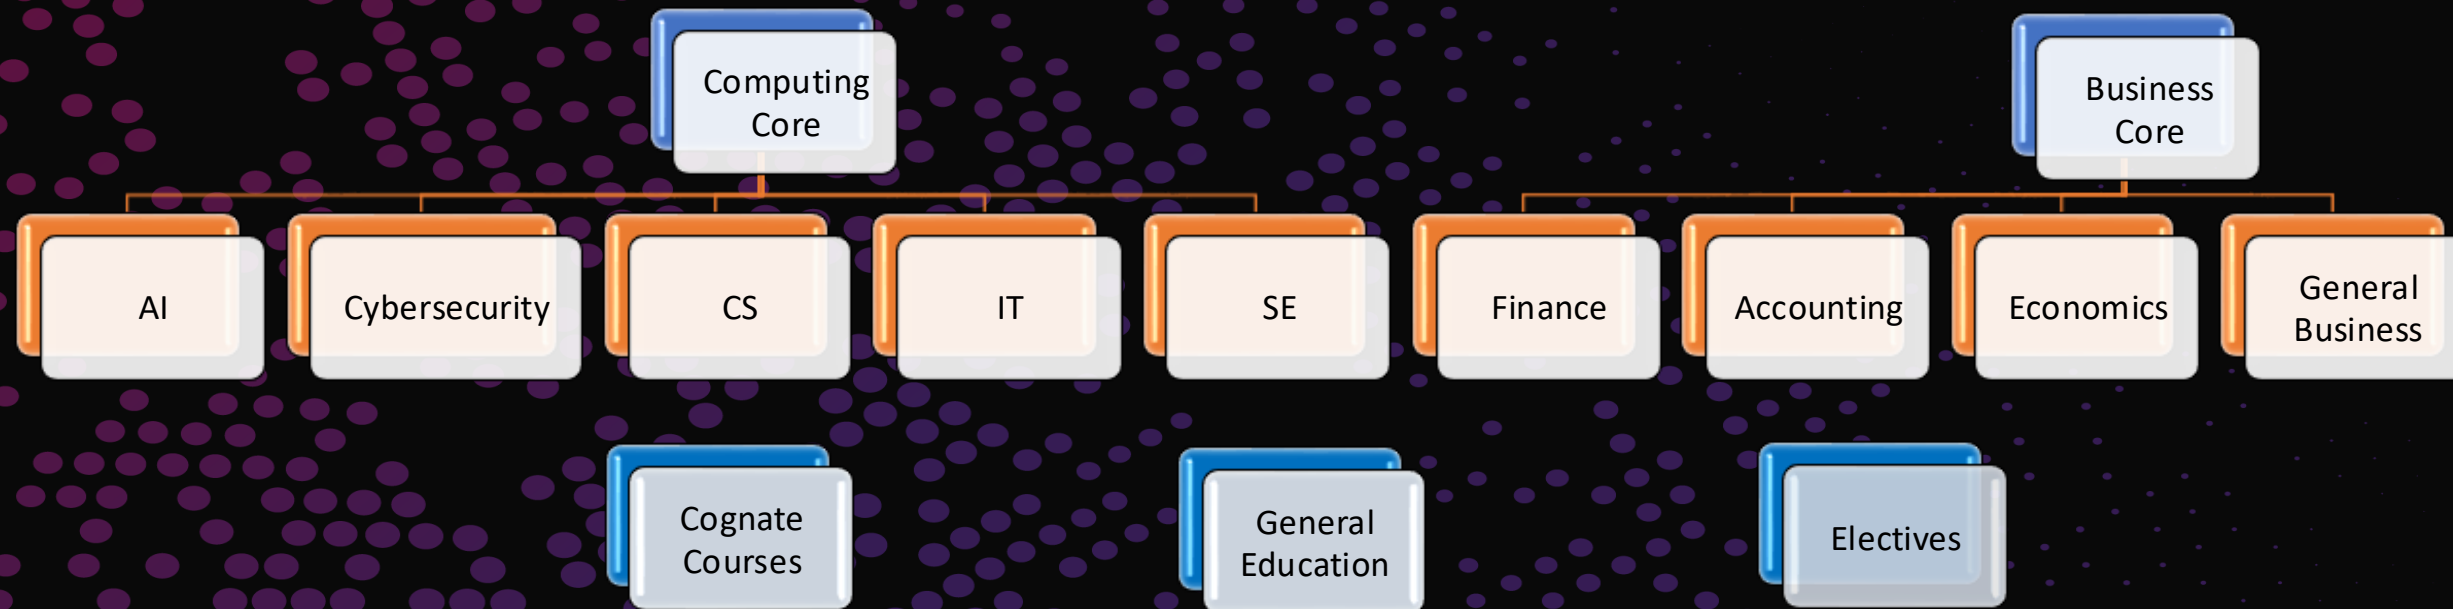 Computing
Core
Business
Core
AI
Cybersecurity
CS
IT
SE
Finance
Accounting
Economics
General
Business
Cognate
Courses
General
Education
Electives